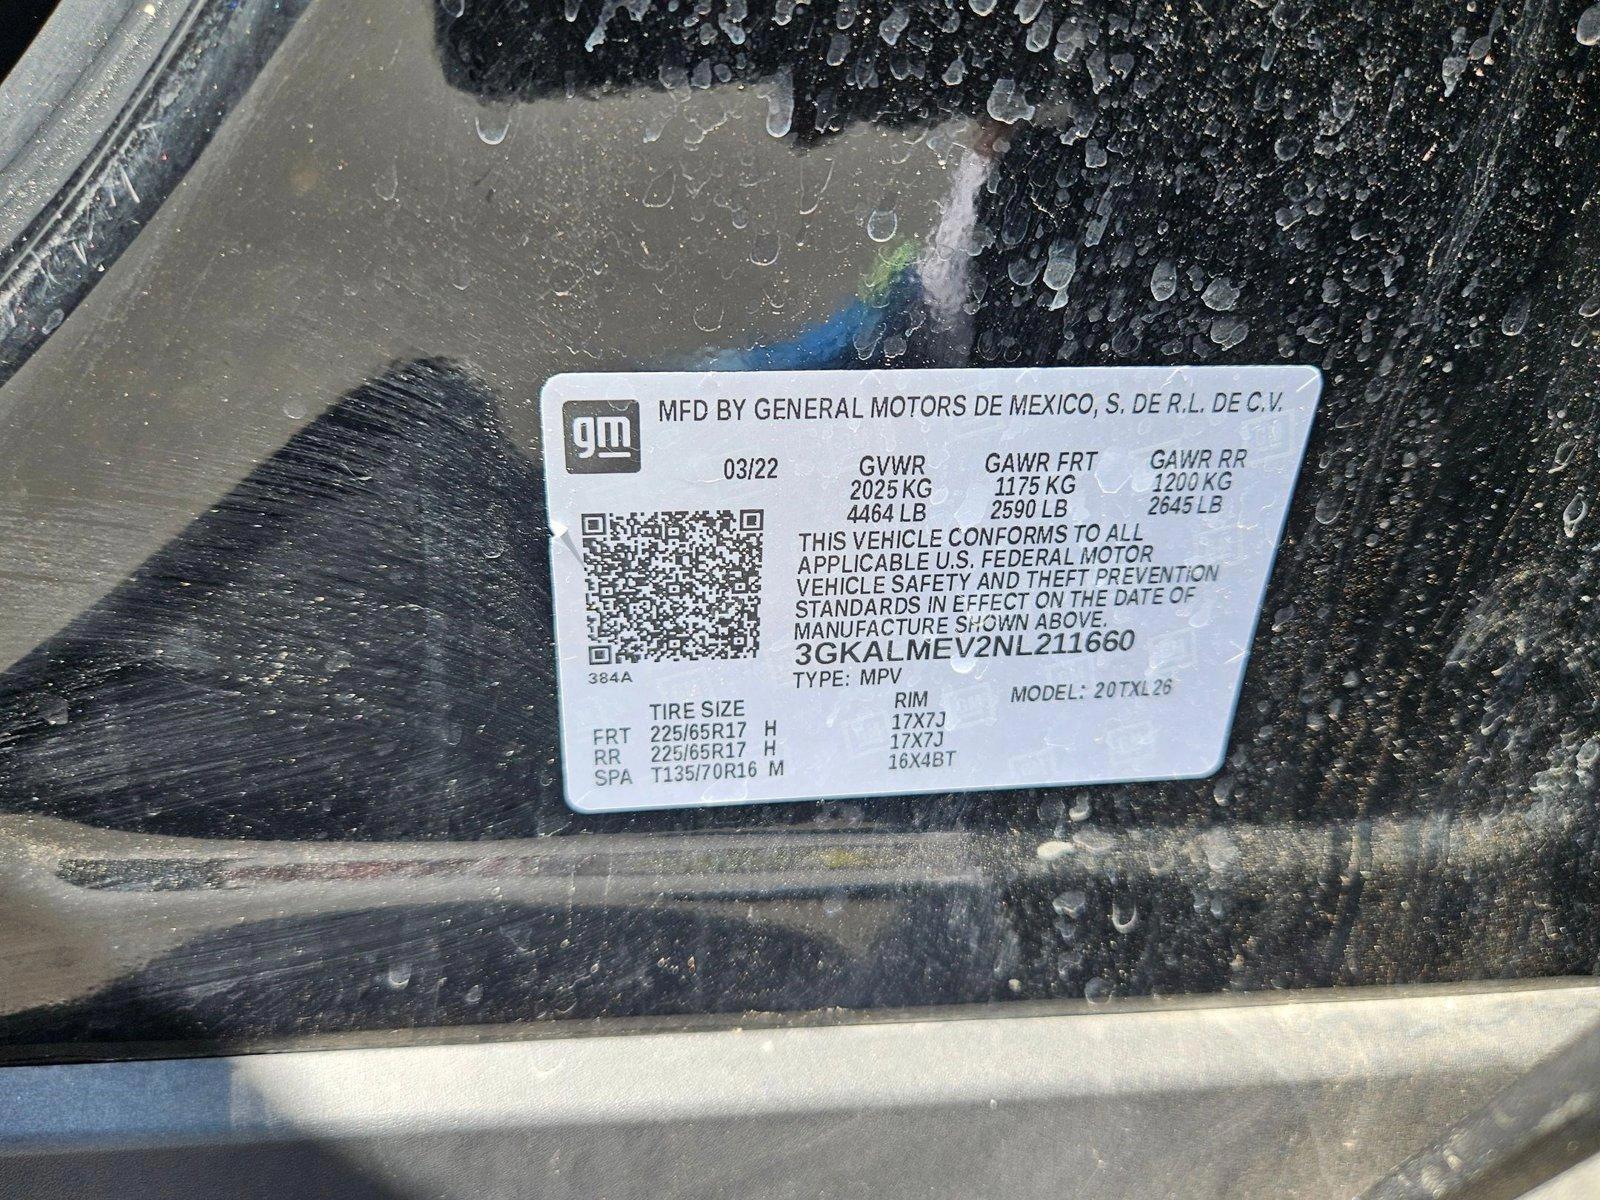 gm
MFD BY GENERAL MOTORS DE MEXICO, S. DE R.L. DE C.V.
03/22
GVWR GAWR FRT GAWR RR
2025 KG 1175 KG 1200 KG
4464 LB 2590 LB 2645 LB
THIS VEHICLE CONFORMS TO ALL
APPLICABLE U.S. FEDERAL MOTOR
VEHICLE SAFETY AND THEFT PREVENTION
STANDARDS IN EFFECT ON THE DATE OF
MANUFACTURE SHOWN ABOVE.
3GKALMEV2NL211660
384A
TYPE: MPV MODEL: 20TXL26
TIRE SIZE RIM
FRT 225/65R17 H 17X7J
RR 225/65R17 H 17X7J
SPA T135/70R16 M 16X4BT